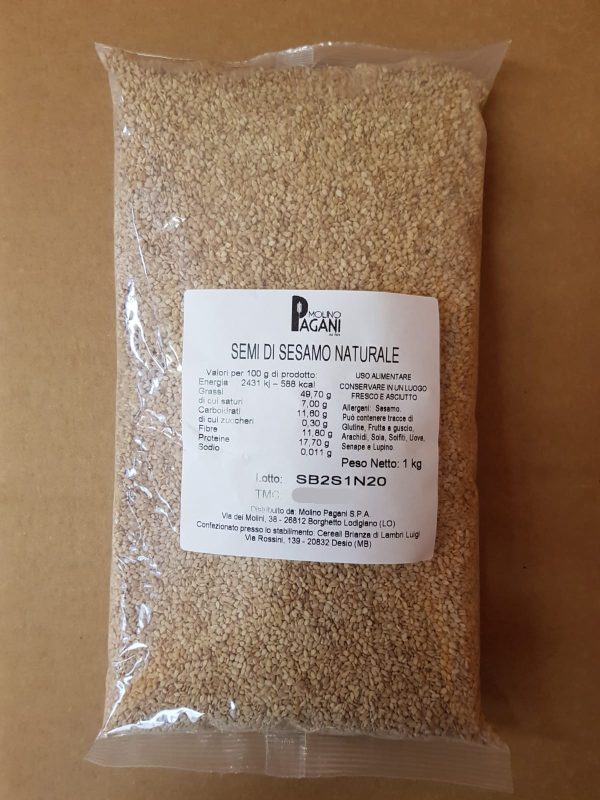 MOLINO
PAGANI
SEMI DI SESAMO NATURALE
Valori per 100 g di prodotto:
Energia 2431 kj – 588 kcal
Grassi 49,70 g
di cui saturi 7,00 g
Carboidrati 11,80 g
di cui zuccheri 0,30 g
Fibre 11,80 g
Proteine 17,70 g
Sodio 0,011 g
USO ALIMENTARE
CONSERVARE IN UN LUOGO
FRESCO E ASCIUTTO
Allergeni: Sesamo.
Può contenere tracce di
Glutine, Frutta a guscio,
Arachidi, Soia, Solfiti, Uova,
Senape e Lupino.
Peso Netto: 1 kg
Lotto: SB2S1N20
TMC:
Distribuito da: Molino Pagani S.P.A.
Via dei Molini, 38 - 26812 Borghetto Lodigiano (LO)
Confezionato presso lo stabilimento: Cereali Brianza di Lambri Luigi
Via Rossini, 139 - 20832 Desio (MB)